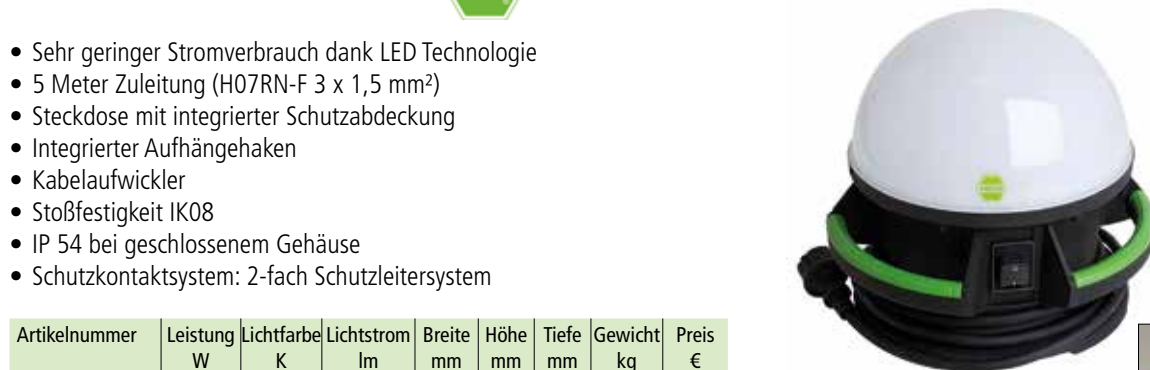 • Sehr geringer Stromverbrauch dank LED Technologie
• 5 Meter Zuleitung (H07RN-F 3 x 1,5 mm²)
• Steckdose mit integrierter Schutzabdeckung
• Integrierter Aufhängehaken
• Kabelaufwickler
• Stoßfestigkeit IK08
• IP 54 bei geschlossenem Gehäuse
• Schutzkontaktsystem: 2-fach Schutzleitersystem
Artikelnummer Leistung Lichtfarbe Lichtstrom Breite Höhe Tiefe Gewicht Preis
W K lm mm mm mm kg €